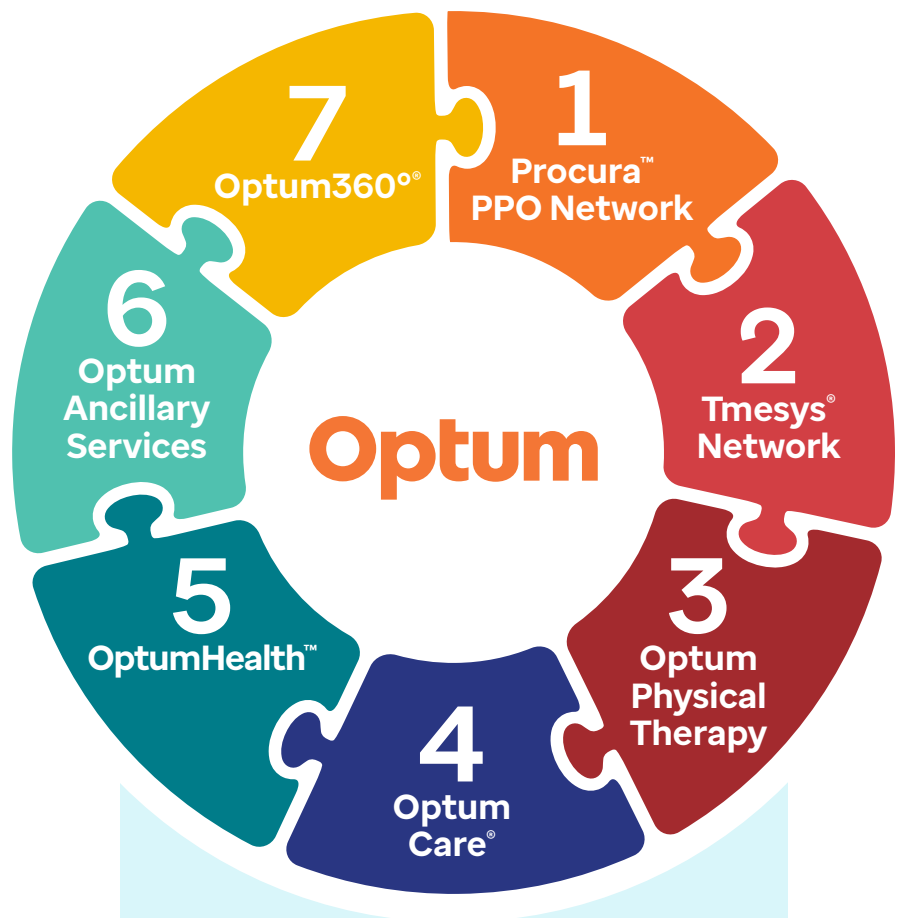 1
Procura™
PPO Network
2
Tmesys®
Network
3
Optum
Physical
Therapy
4
Optum
Care®
5
OptumHealth™
6
Optum
Ancillary
Services
7
Optum360°®
Optum